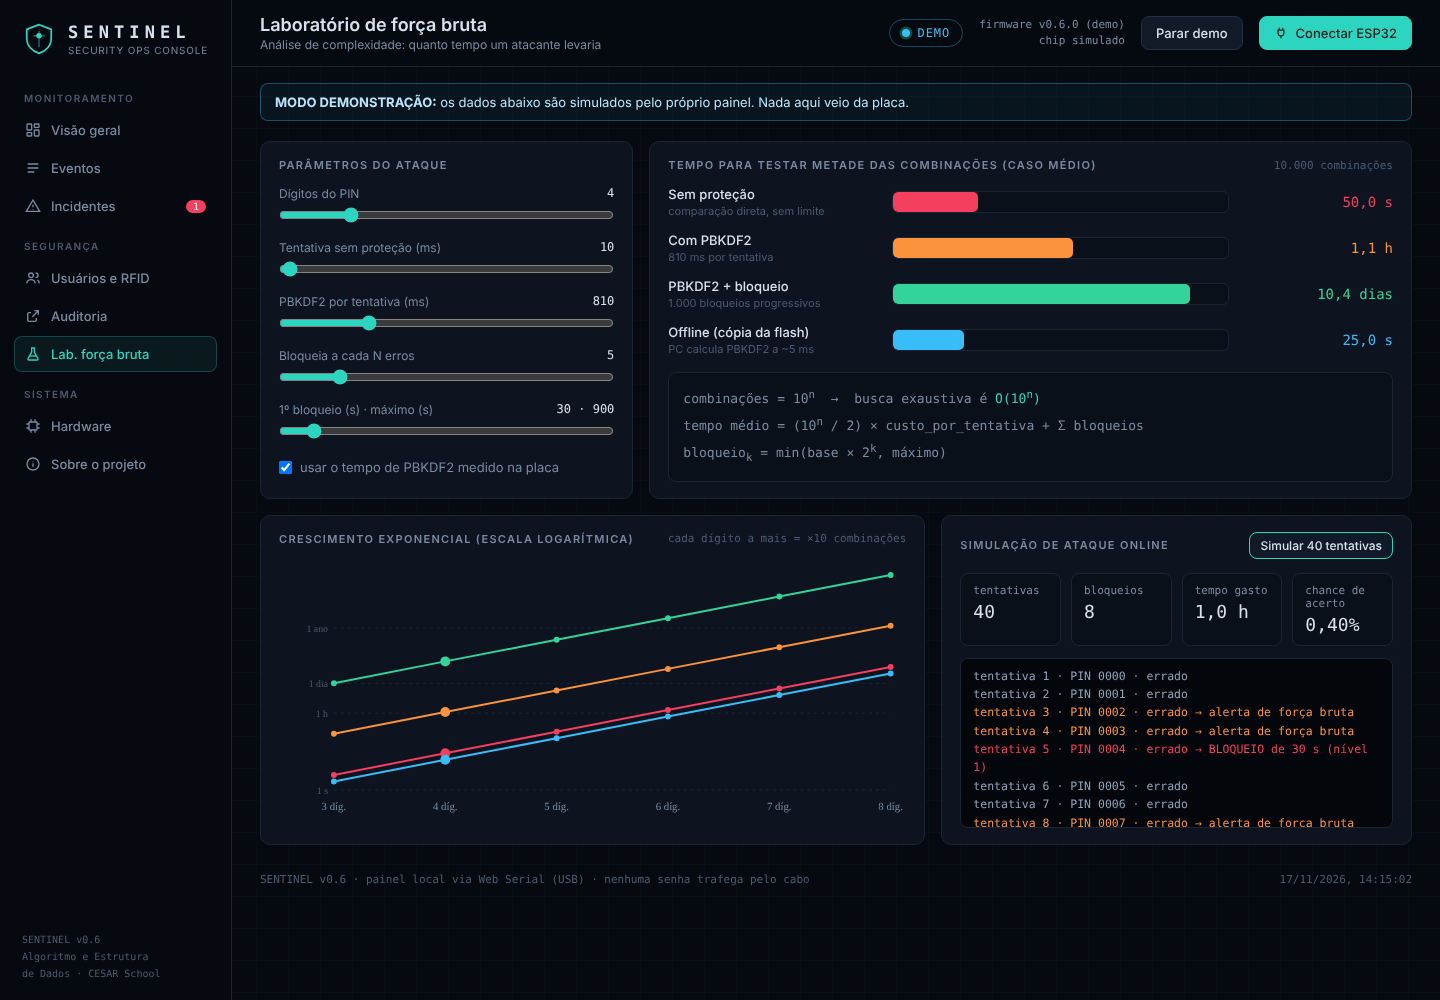 SENTINEL
SECURITY OPS CONSOLE
MONITORAMENTO
Visão geral
Eventos
Incidentes 1
SEGURANÇA
Usuários e RFID
Auditoria
Lab. força bruta
SISTEMA
Hardware
Sobre o projeto
SENTINEL v0.6
Algoritmo e Estrutura
de Dados · CESAR School
Laboratório de força bruta
Análise de complexidade: quanto tempo um atacante levaria
DEMO
firmware v0.6.0 (demo)
chip simulado
Parar demo
Conectar ESP32
MODO DEMONSTRAÇÃO: os dados abaixo são simulados pelo próprio painel. Nada aqui veio da placa.
PARÂMETROS DO ATAQUE
Dígitos do PIN 4
Tentativa sem proteção (ms) 10
PBKDF2 por tentativa (ms) 810
Bloqueia a cada N erros 5
1º bloqueio (s) · máximo (s) 30 · 900
usar o tempo de PBKDF2 medido na placa
TEMPO PARA TESTAR METADE DAS COMBINAÇÕES (CASO MÉDIO) 10.000 combinações
Sem proteção
comparação direta, sem limite
50,0 s
Com PBKDF2
810 ms por tentativa
1,1 h
PBKDF2 + bloqueio
1.000 bloqueios progressivos
10,4 dias
Offline (cópia da flash)
PC calcula PBKDF2 a ~5 ms
25,0 s
combinações = 10ⁿ → busca exaustiva é O(10ⁿ)
tempo médio = (10ⁿ / 2) × custo_por_tentativa + Σ bloqueios
bloqueioₖ = min(base × 2ᵏ, máximo)
CRESCIMENTO EXPONENCIAL (ESCALA LOGARÍTMICA) cada dígito a mais = ×10 combinações
1 ano
1 dia
1 h
1 s
3 díg. 4 díg. 5 díg. 6 díg. 7 díg. 8 díg.
SIMULAÇÃO DE ATAQUE ONLINE
Simular 40 tentativas
tentativas
40
bloqueios
8
tempo gasto
1,0 h
chance de
acerto
0,40%
tentativa 1 · PIN 0000 · errado
tentativa 2 · PIN 0001 · errado
tentativa 3 · PIN 0002 · errado → alerta de força bruta
tentativa 4 · PIN 0003 · errado → alerta de força bruta
tentativa 5 · PIN 0004 · errado → BLOQUEIO de 30 s (nível
1)
tentativa 6 · PIN 0005 · errado
tentativa 7 · PIN 0006 · errado
tentativa 8 · PIN 0007 · errado → alerta de força bruta
SENTINEL v0.6 · painel local via Web Serial (USB) · nenhuma senha trafega pelo cabo
17/11/2026, 14:15:02